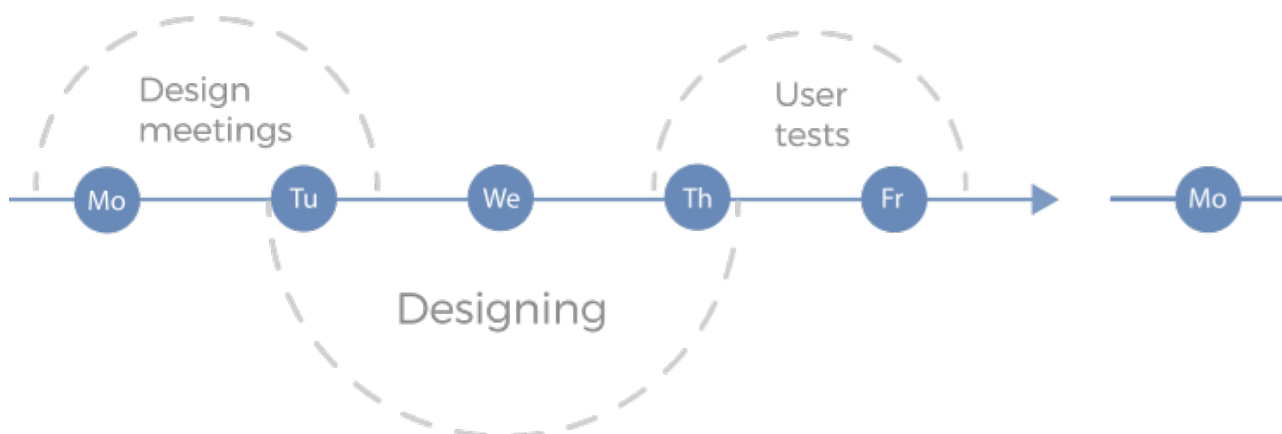 Design
meetings
User
tests
Mo
Tu
We
Th
Fr
Mo
Designing